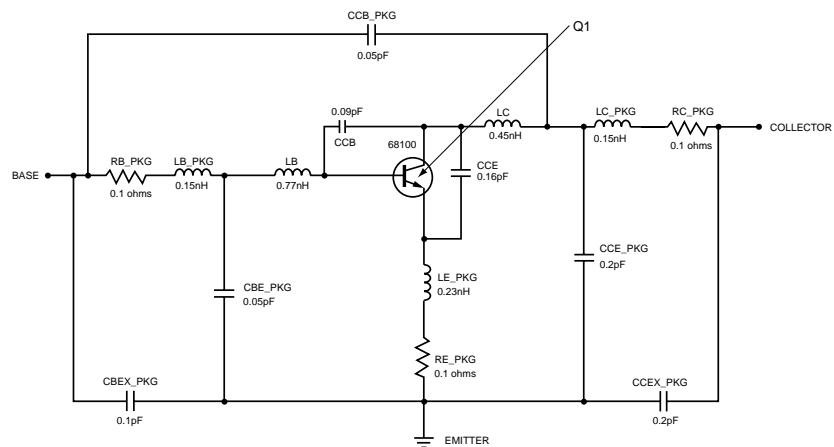 CCB_PKG
0.05pF
Q1
0.09pF
CCB
68100
LC
0.45nH
LC_PKG
0.15nH
RC_PKG
0.1 ohms
COLLECTOR
BASE
RB_PKG
0.1 ohms
LB_PKG
0.15nH
LB
0.77nH
CCE
0.16pF
CCE_PKG
0.2pF
CBE_PKG
0.05pF
LE_PKG
0.23nH
RE_PKG
0.1 ohms
CBEX_PKG
0.1pF
CCEX_PKG
0.2pF
EMITTER